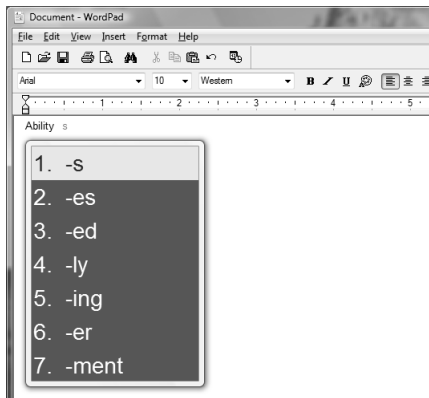 Document - WordPad
File Edit View Insert Format Help
Arial 10 Western B I U
1 2 3 4 5
Ability s
1. -s
2. -es
3. -ed
4. -ly
5. -ing
6. -er
7. -ment